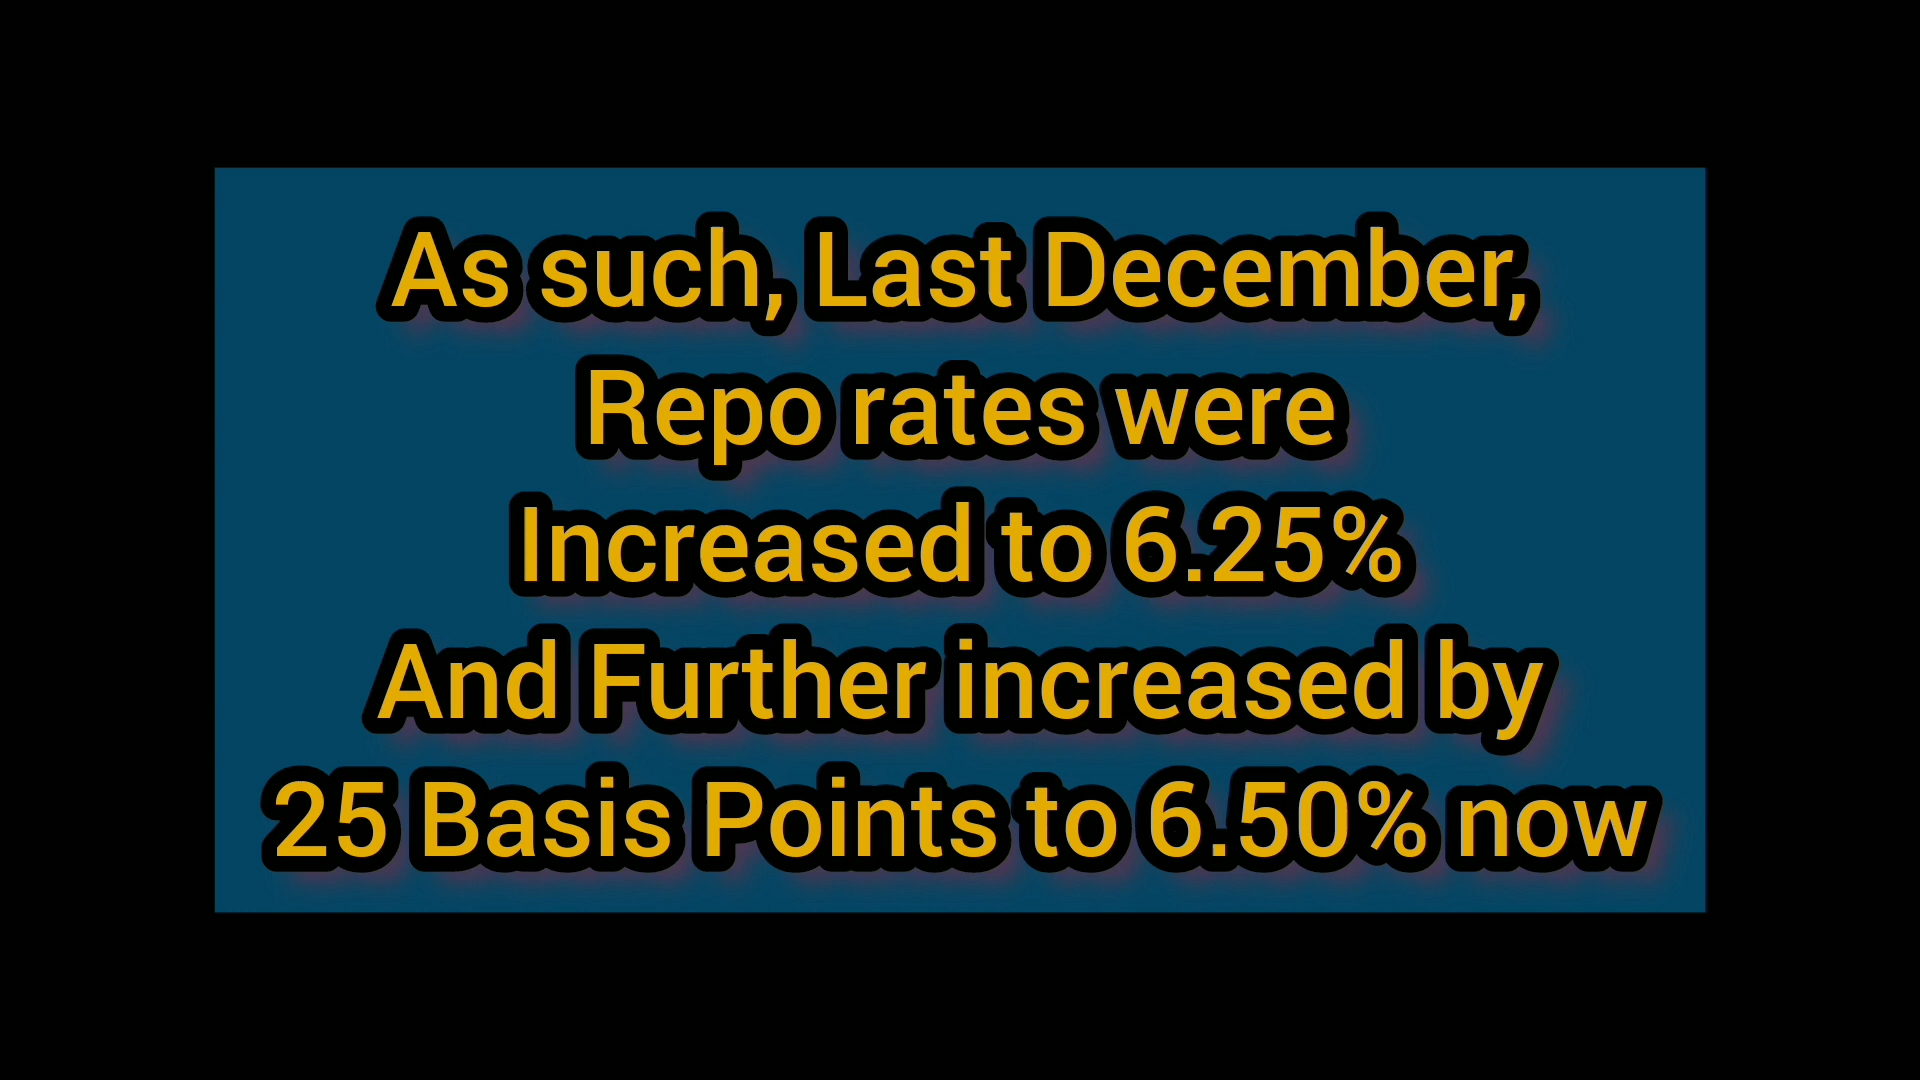 As such, Last December,
Repo rates were
Increased to 6.25%
And Further increased by
25 Basis Points to 6.50% now